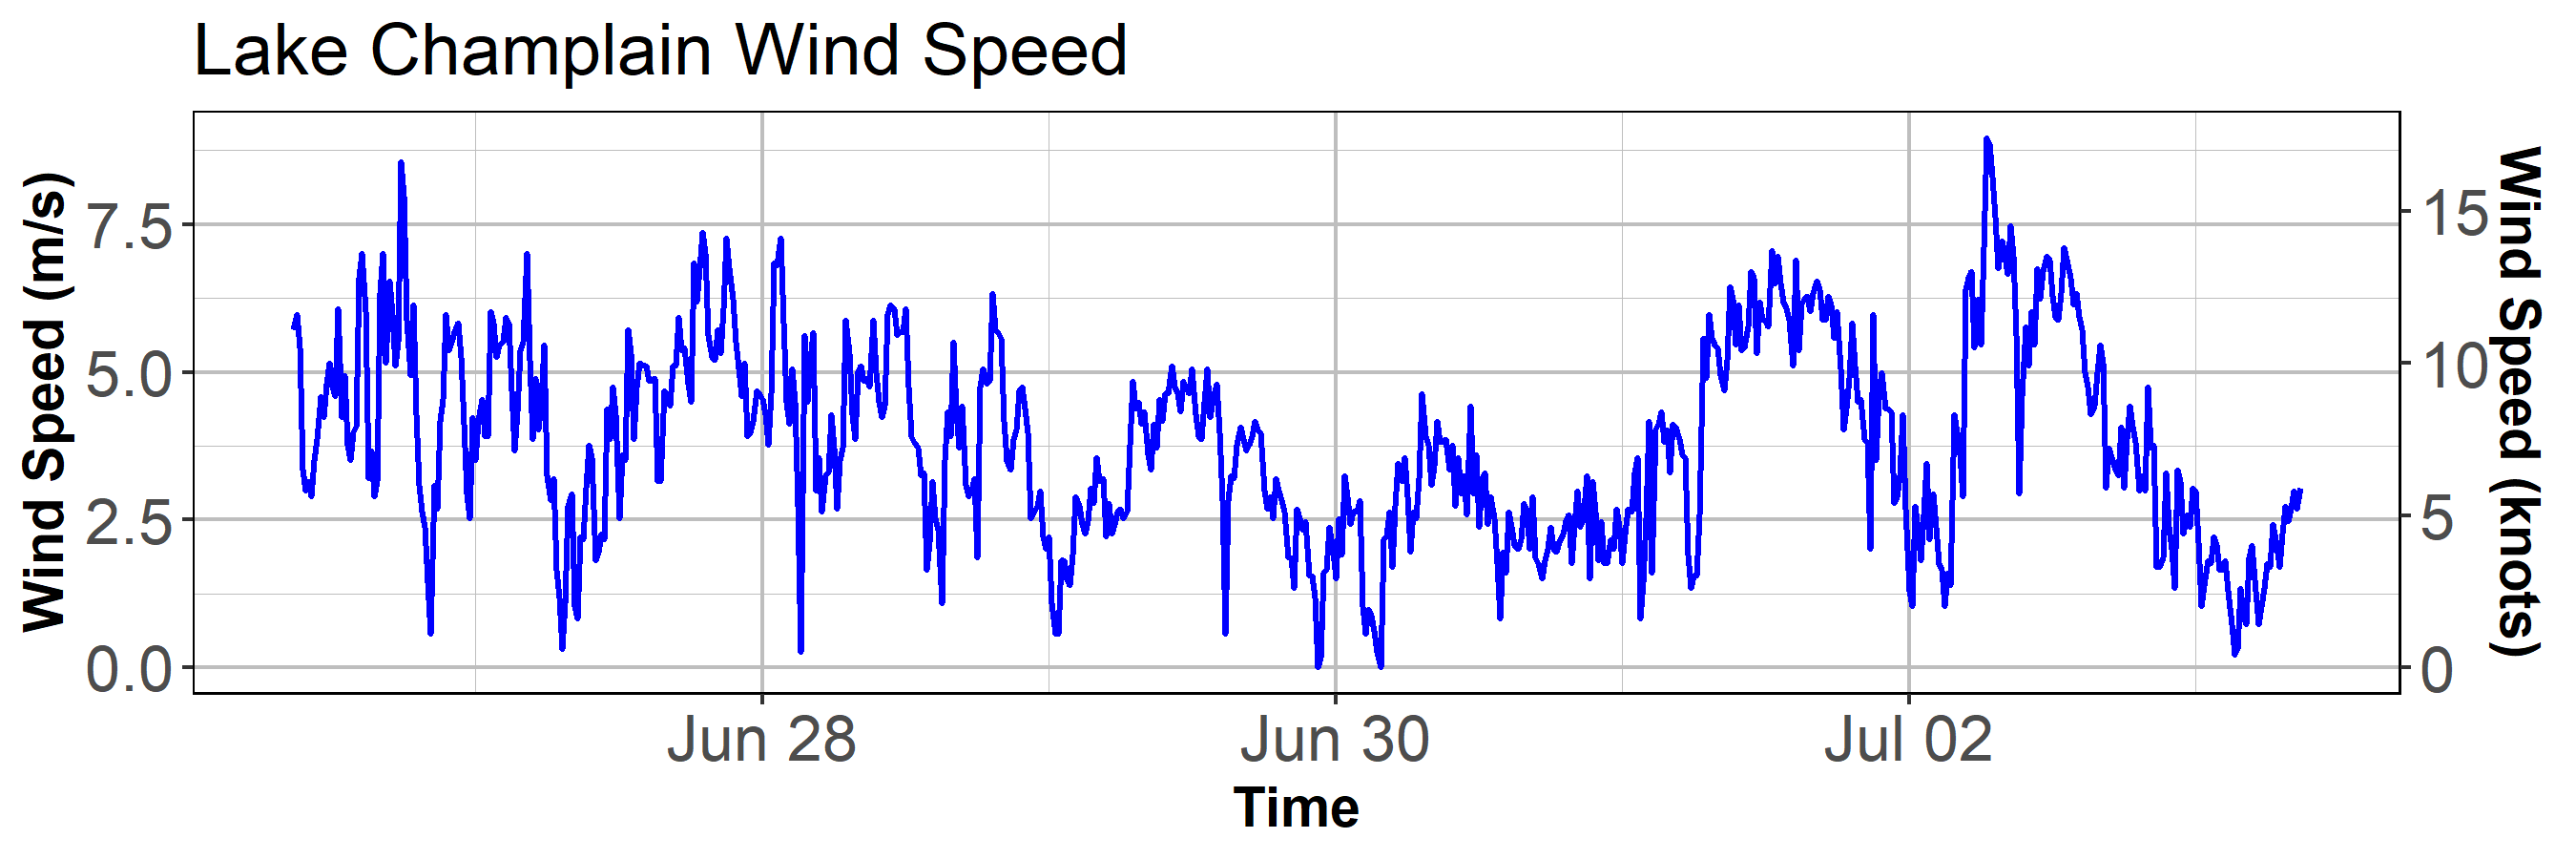 Lake Champlain Wind Speed
Wind Speed (m/s)
7.5
5.0
2.5
0.0
15
10
5
0
Wind Speed (knots)
Jun 28
Jun 30
Jul 02
Time